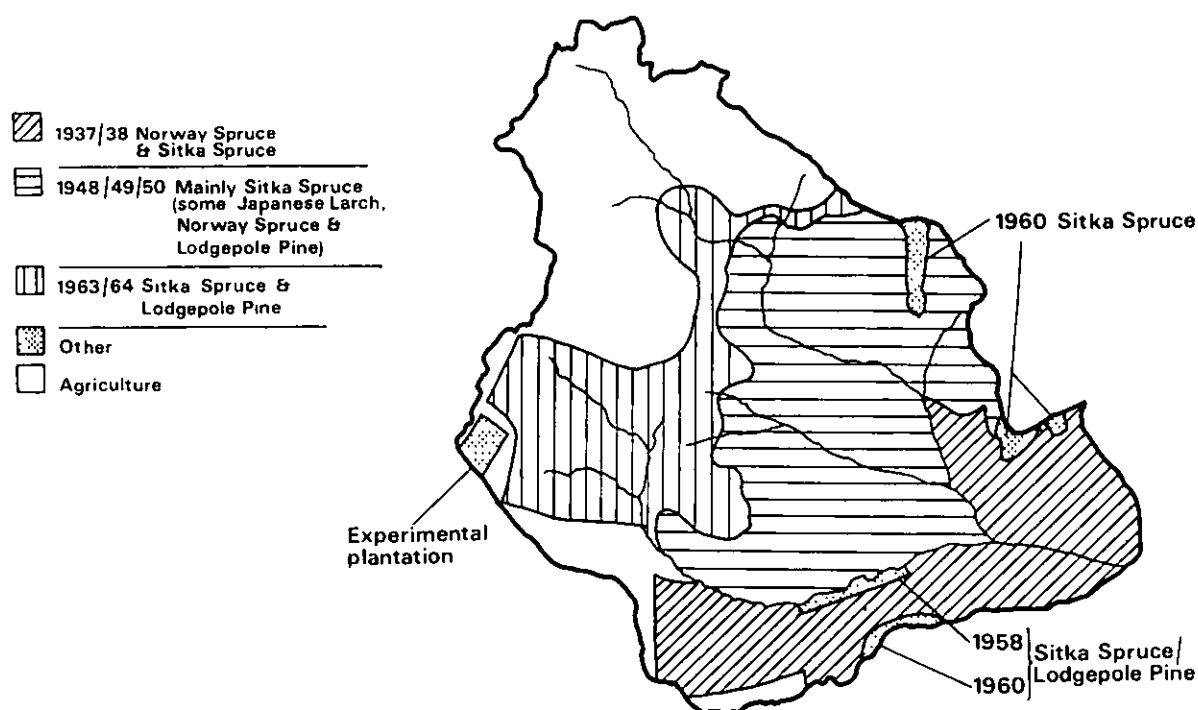 1937/38 Norway Spruce
& Sitka Spruce
1948/49/50 Mainly Sitka Spruce
(some Japanese Larch,
Norway Spruce &
Lodgepole Pine)
1963/64 Sitka Spruce &
Lodgepole Pine
Other
Agriculture
1960 Sitka Spruce
Experimental
plantation
1958
1960
Sitka Spruce/
Lodgepole Pine